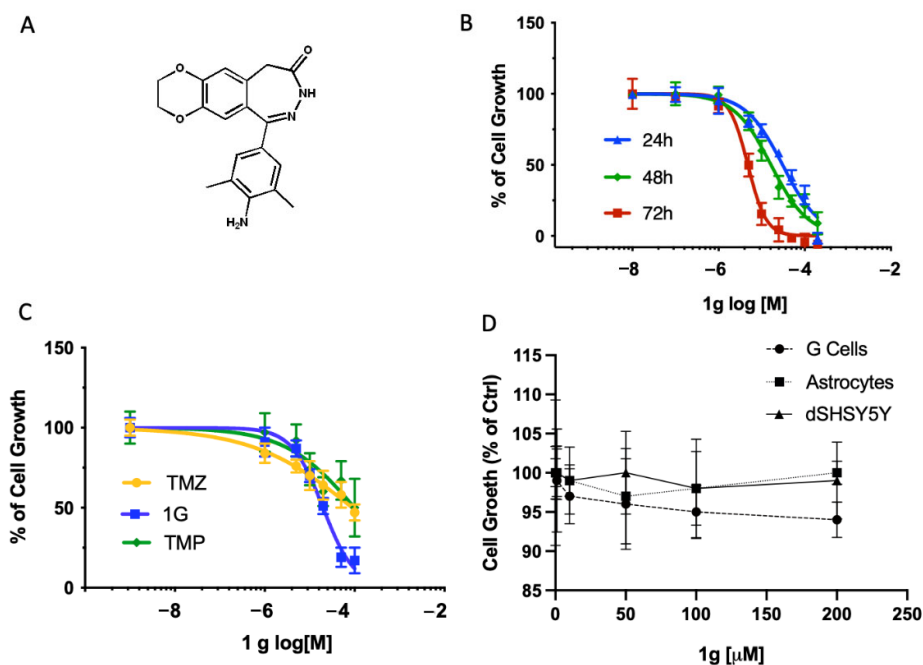 A
O
O
O
NH
N
H₂N
B
% of Cell Growth
150
100
50
0
24h
48h
72h
−8
−6
−4
−2
1g log [M]
C
% of Cell Growth
150
100
50
0
TMZ
1G
TMP
−8
−6
−4
−2
1 g log[M]
D
G Cells
Astrocytes
dSHSY5Y
Cell Groeth (% of Ctrl)
115
110
105
100
95
90
85
0
50
100
150
200
250
1g [μM]